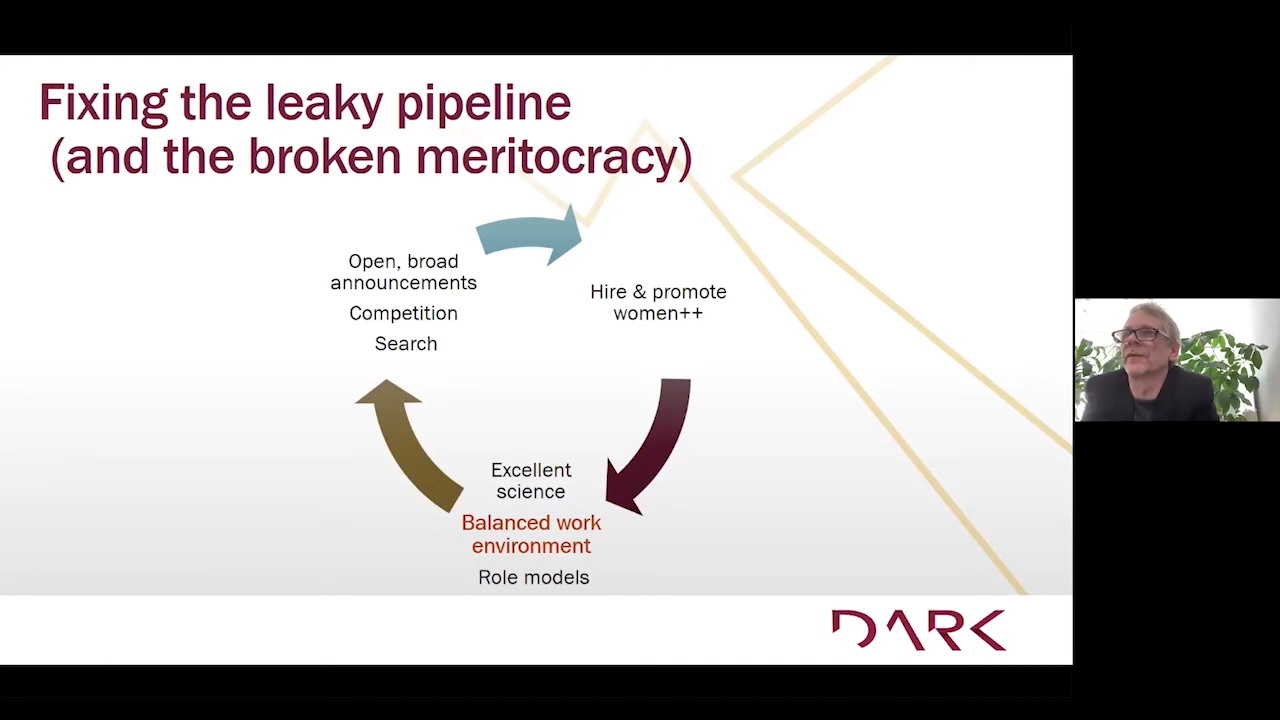 Fixing the leaky pipeline
(and the broken meritocracy)
Open, broad
announcements
Competition
Search
Hire & promote
women++
Excellent
science
Balanced work
environment
Role models
DARK